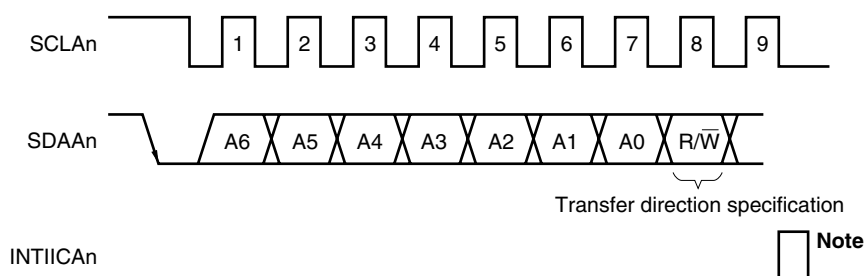 SCLAn 1 2 3 4 5 6 7 8 9
SDAAn A6 A5 A4 A3 A2 A1 A0 R/W̅
Transfer direction specification
Note
INTIICAn